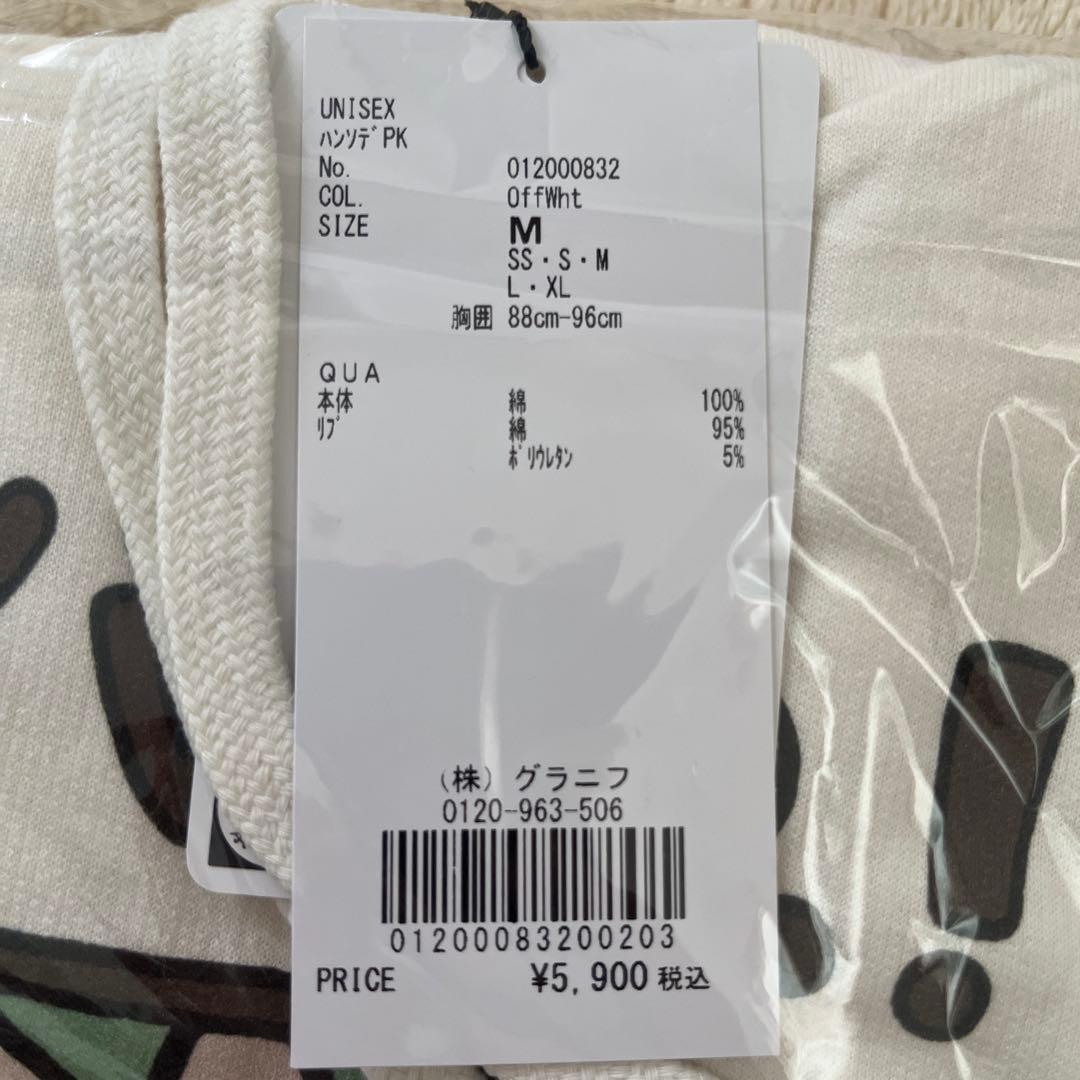 UNISEX
ﾊﾝｿﾃﾞPK
No. 012000832
COL. OffWht
SIZE M
SS・S・M
L・XL
胸囲 88cm-96cm
QUA
本体 綿 100%
ﾘﾌﾞ 綿 95%
ﾎﾟﾘｳﾚﾀﾝ 5%
(株) グラニフ
0120-963-506
01200083200203
PRICE ¥5,900 税込